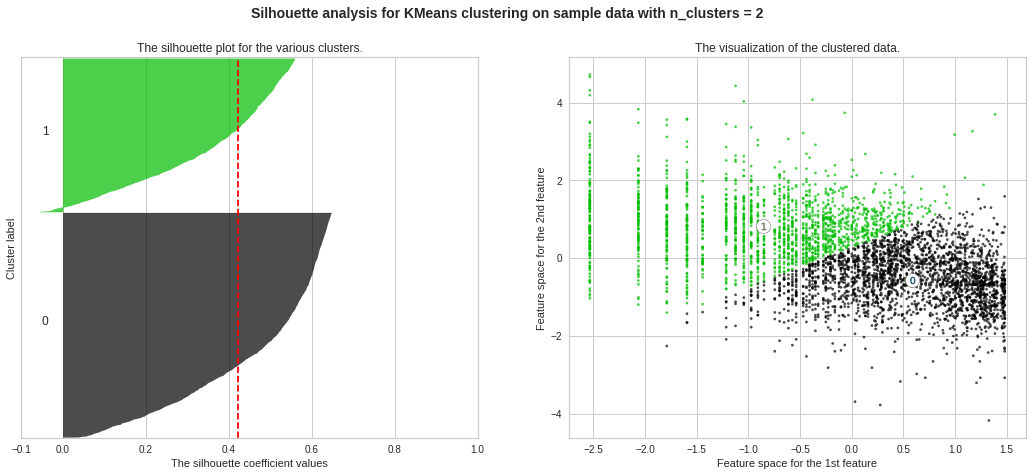 Silhouette analysis for KMeans clustering on sample data with n_clusters = 2
The silhouette plot for the various clusters.
Cluster label
1
0
−0.1 0.0 0.2 0.4 0.6 0.8 1.0
The silhouette coefficient values
The visualization of the clustered data.
Feature space for the 2nd feature
4
2
0
−2
−4
1
0
−2.5 −2.0 −1.5 −1.0 −0.5 0.0 0.5 1.0 1.5
Feature space for the 1st feature